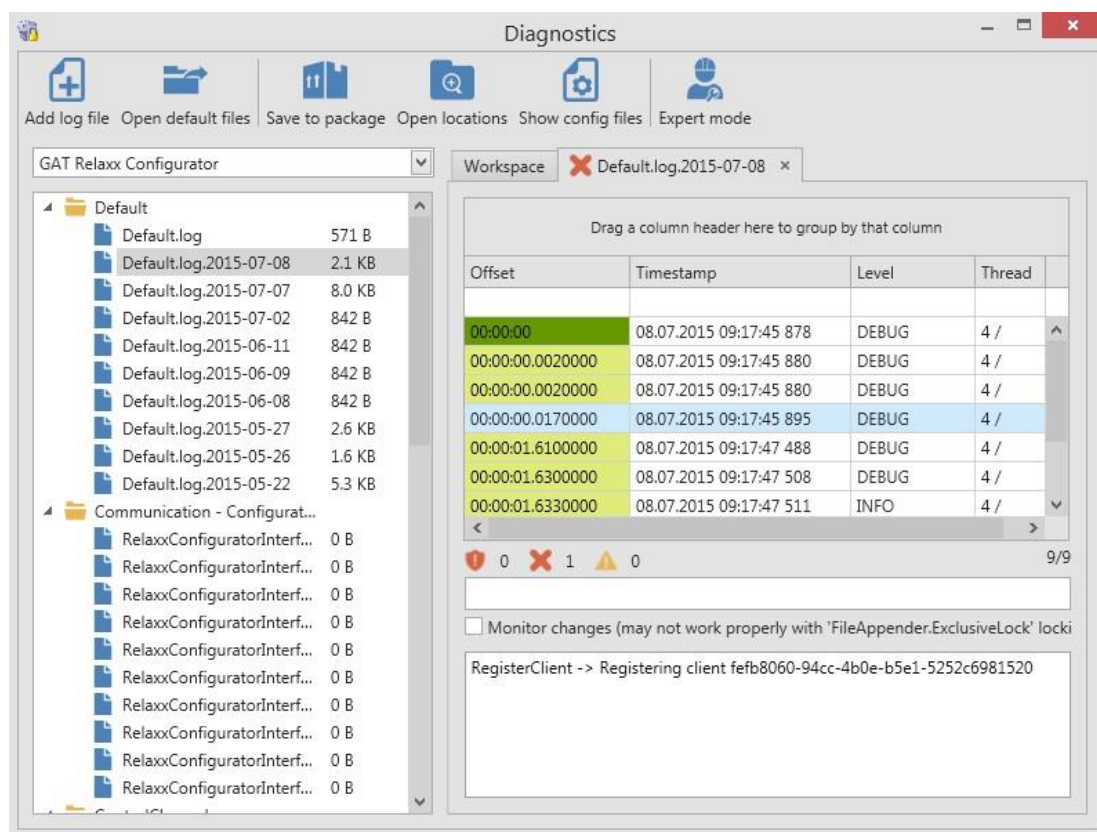 Diagnostics
Add log file Open default files Save to package Open locations Show config files Expert mode
GAT Relaxx Configurator
Default
Default.log 571 B
Default.log.2015-07-08 2.1 KB
Default.log.2015-07-07 8.0 KB
Default.log.2015-07-02 842 B
Default.log.2015-06-11 842 B
Default.log.2015-06-09 842 B
Default.log.2015-06-08 842 B
Default.log.2015-05-27 2.6 KB
Default.log.2015-05-26 1.6 KB
Default.log.2015-05-22 5.3 KB
Communication - Configurat...
RelaxxConfiguratorInterf... 0 B
RelaxxConfiguratorInterf... 0 B
RelaxxConfiguratorInterf... 0 B
RelaxxConfiguratorInterf... 0 B
RelaxxConfiguratorInterf... 0 B
RelaxxConfiguratorInterf... 0 B
RelaxxConfiguratorInterf... 0 B
RelaxxConfiguratorInterf... 0 B
RelaxxConfiguratorInterf... 0 B
RelaxxConfiguratorInterf... 0 B
Workspace Default.log.2015-07-08 ×
Drag a column header here to group by that column
Offset Timestamp Level Thread
00:00:00 08.07.2015 09:17:45 878 DEBUG 4 /
00:00:00.0020000 08.07.2015 09:17:45 880 DEBUG 4 /
00:00:00.0020000 08.07.2015 09:17:45 880 DEBUG 4 /
00:00:00.0170000 08.07.2015 09:17:45 895 DEBUG 4 /
00:00:01.6100000 08.07.2015 09:17:47 488 DEBUG 4 /
00:00:01.6300000 08.07.2015 09:17:47 508 DEBUG 4 /
00:00:01.6330000 08.07.2015 09:17:47 511 INFO 4 /
0 1 0 9/9
Monitor changes (may not work properly with 'FileAppender.ExclusiveLock' locki
RegisterClient -> Registering client fefb8060-94cc-4b0e-b5e1-5252c6981520